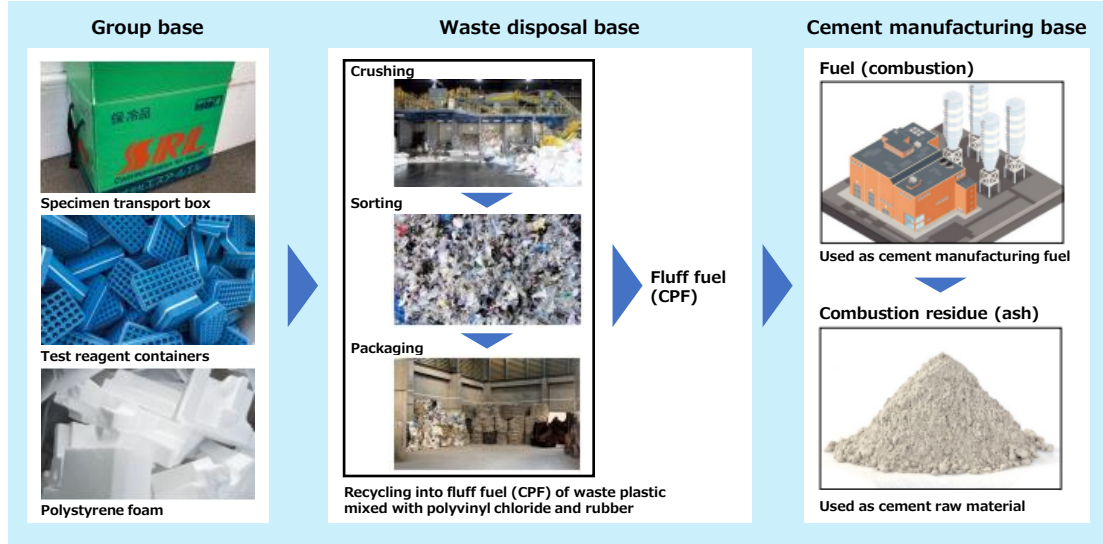 Group base
保冷品
SRL
Specimen transport box
Test reagent containers
Polystyrene foam
Waste disposal base
Crushing
Sorting
Packaging
Recycling into fluff fuel (CPF) of waste plastic
mixed with polyvinyl chloride and rubber
Fluff fuel
(CPF)
Cement manufacturing base
Fuel (combustion)
Used as cement manufacturing fuel
Combustion residue (ash)
Used as cement raw material